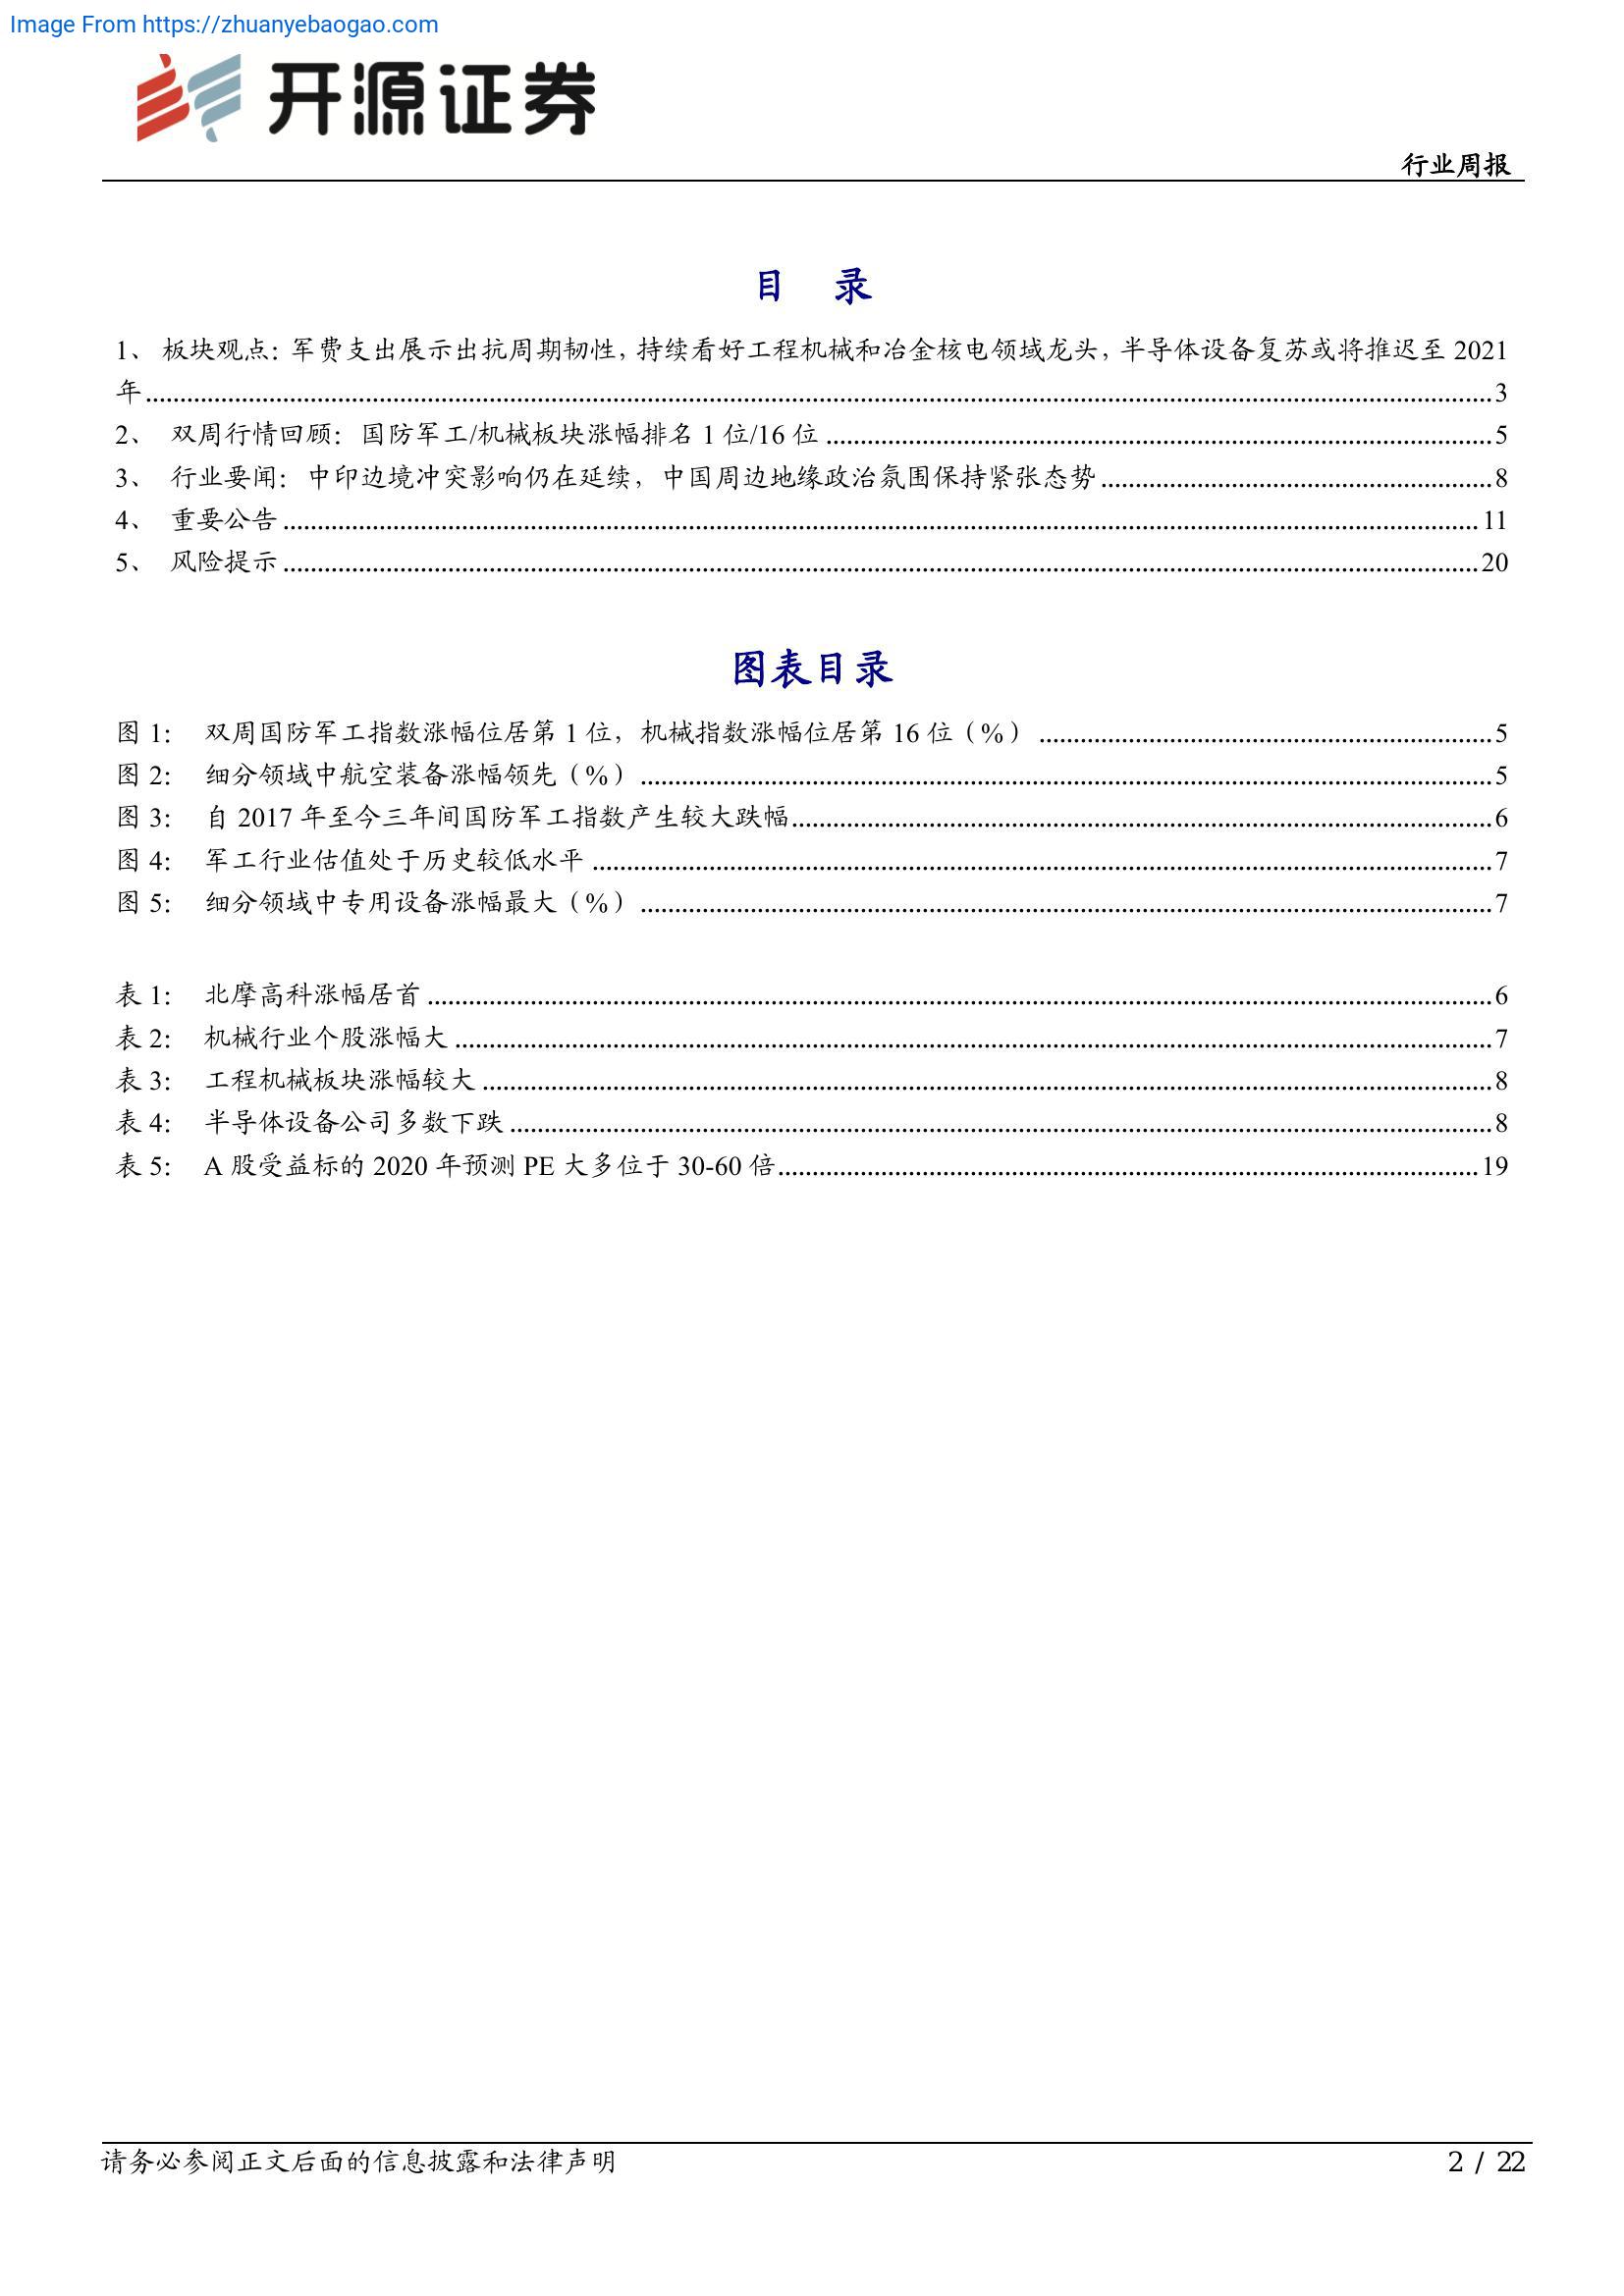 Image From https://zhuanyebaogao.com
开源证券
行业周报
目 录
1、 板块观点：军费支出展示出抗周期韧性，持续看好工程机械和冶金核电领域龙头，半导体设备复苏或将推迟至 2021
年 ........ 3
2、 双周行情回顾：国防军工/机械板块涨幅排名 1 位/16 位 ........ 5
3、 行业要闻：中印边境冲突影响仍在延续，中国周边地缘政治氛围保持紧张态势 ........ 8
4、 重要公告 ........ 11
5、 风险提示 ........ 20
图表目录
图 1： 双周国防军工指数涨幅位居第 1 位，机械指数涨幅位居第 16 位（%） ........ 5
图 2： 细分领域中航空装备涨幅领先（%） ........ 5
图 3： 自 2017 年至今三年间国防军工指数产生较大跌幅 ........ 6
图 4： 军工行业估值处于历史较低水平 ........ 7
图 5： 细分领域中专用设备涨幅最大（%） ........ 7
表 1： 北摩高科涨幅居首 ........ 6
表 2： 机械行业个股涨幅大 ........ 7
表 3： 工程机械板块涨幅较大 ........ 8
表 4： 半导体设备公司多数下跌 ........ 8
表 5： A 股受益标的 2020 年预测 PE 大多位于 30-60 倍 ........ 19
请务必参阅正文后面的信息披露和法律声明
2 / 22